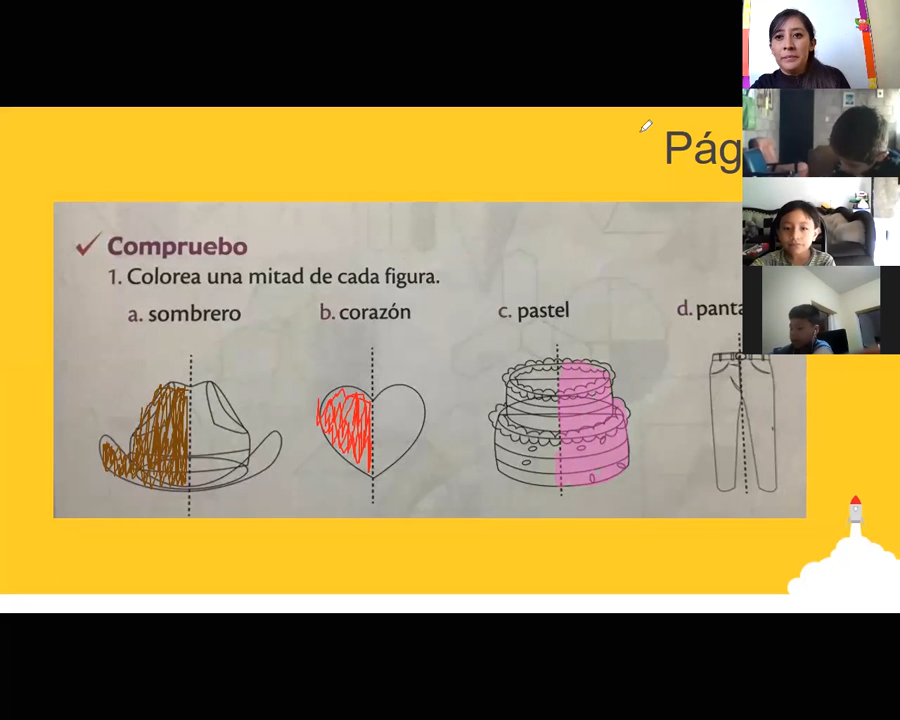 Pág
✓ Compruebo
1. Colorea una mitad de cada figura.
a. sombrero b. corazón c. pastel d. panta